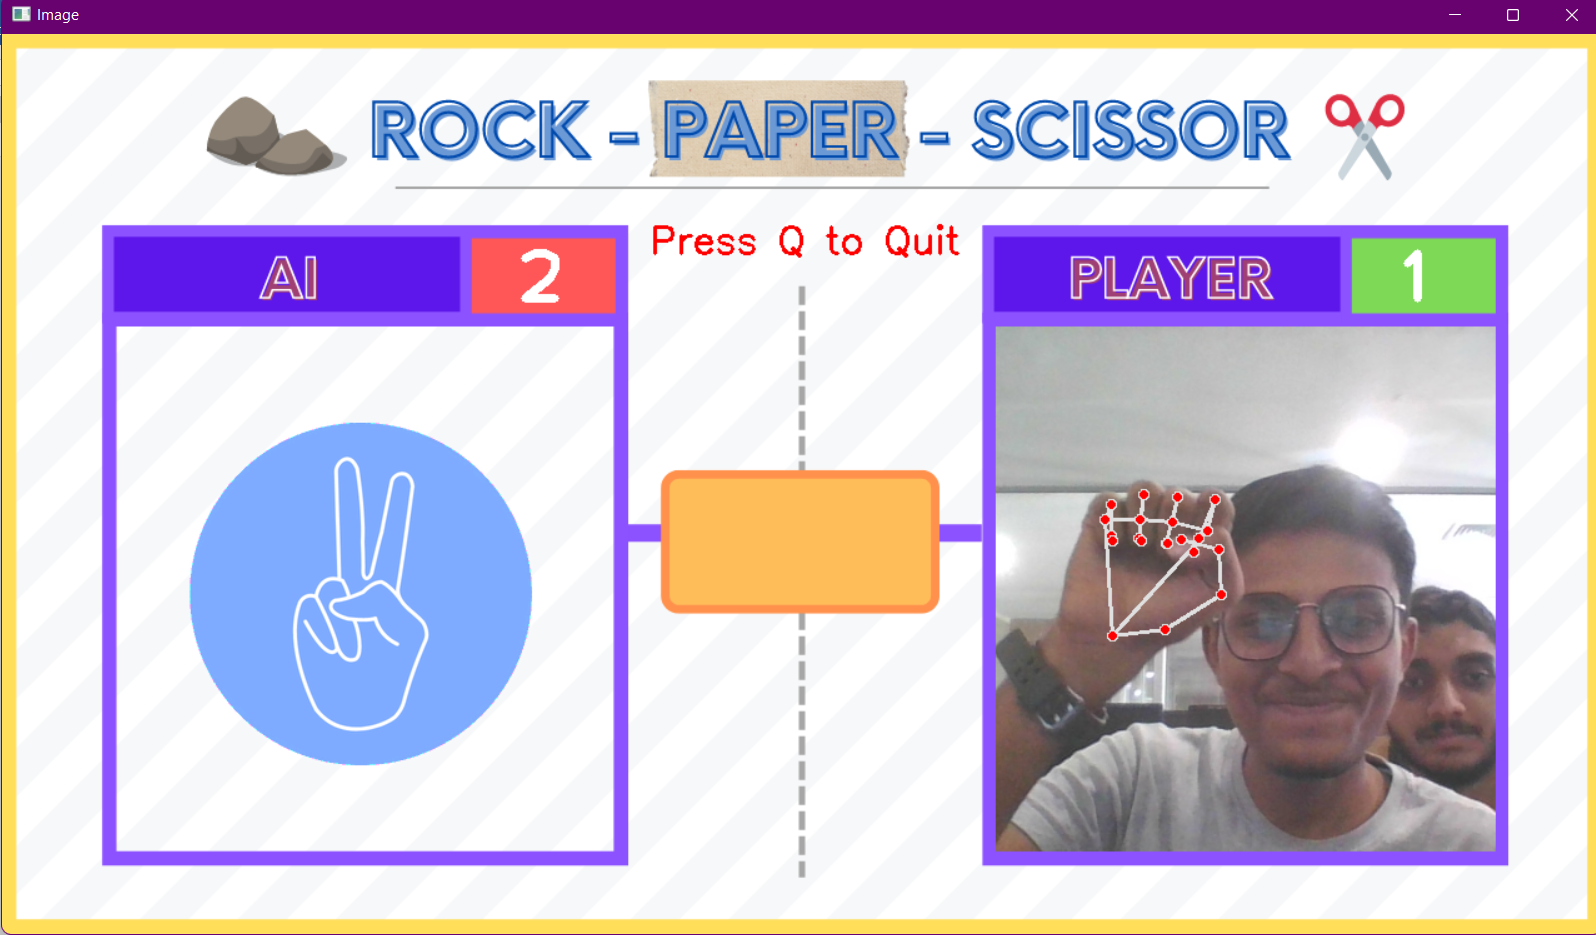 Image
ROCK - PAPER - SCISSOR
Press Q to Quit
AI 2
PLAYER 1